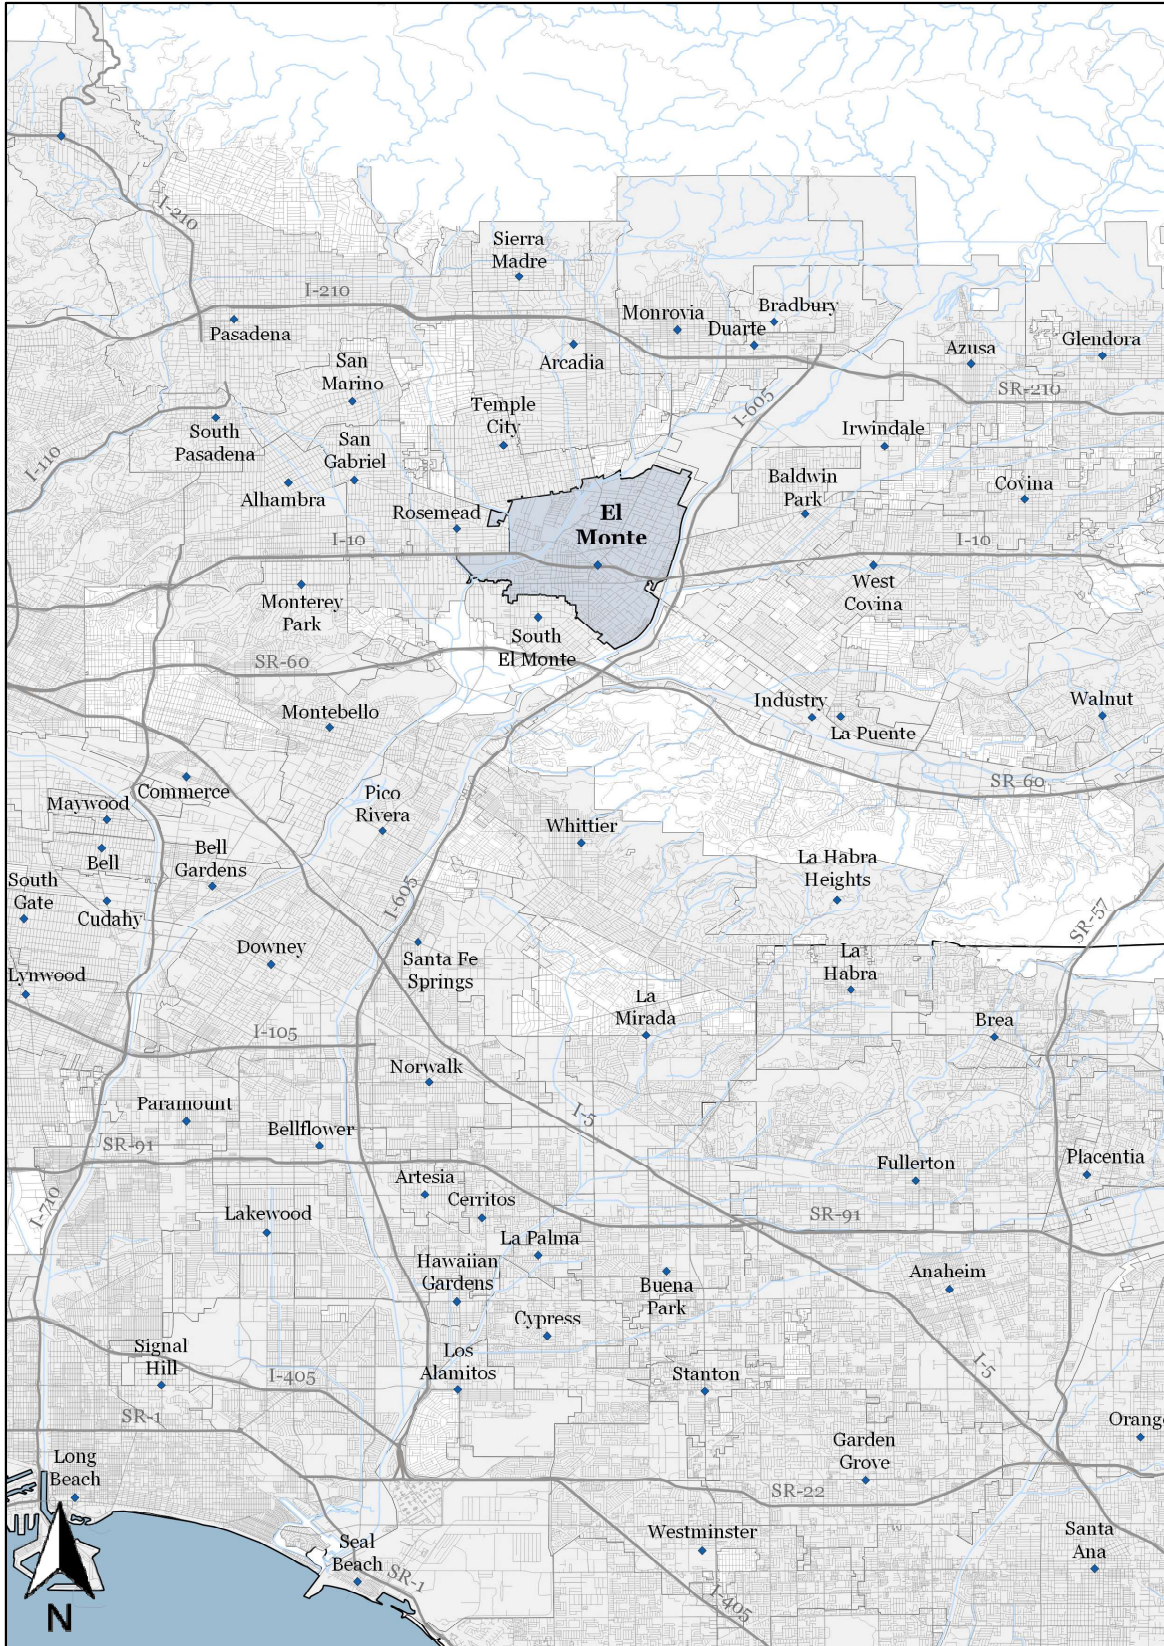 I-210
Sierra
Madre
I-210
Pasadena
Monrovia
Bradbury
Duarte
Arcadia
Azusa
Glendora
San
Marino
SR-210
I-605
Temple
City
South
Pasadena
San
Gabriel
Irwindale
I-110
Alhambra
Baldwin
Park
Covina
Rosemead
El
Monte
I-10
I-10
Monterey
Park
West
Covina
South
El Monte
SR-60
Montebello
Industry
La Puente
Walnut
SR-60
Commerce
Maywood
Pico
Rivera
Whittier
Bell
Bell
Gardens
La Habra
Heights
South
Gate
Cudahy
I-605
SR-57
Downey
Santa Fe
Springs
La
Habra
Lynwood
La
Mirada
Brea
I-105
Norwalk
Paramount
I-5
Bellflower
SR-91
Fullerton
Placentia
Artesia
Cerritos
I-710
Lakewood
SR-91
La Palma
Hawaiian
Gardens
Buena
Park
Anaheim
Cypress
Signal
Hill
Los
Alamitos
I-405
Stanton
I-5
SR-1
Orange
Garden
Grove
Long
Beach
SR-22
Westminster
Santa
Ana
Seal
Beach
SR-1
I-405
N